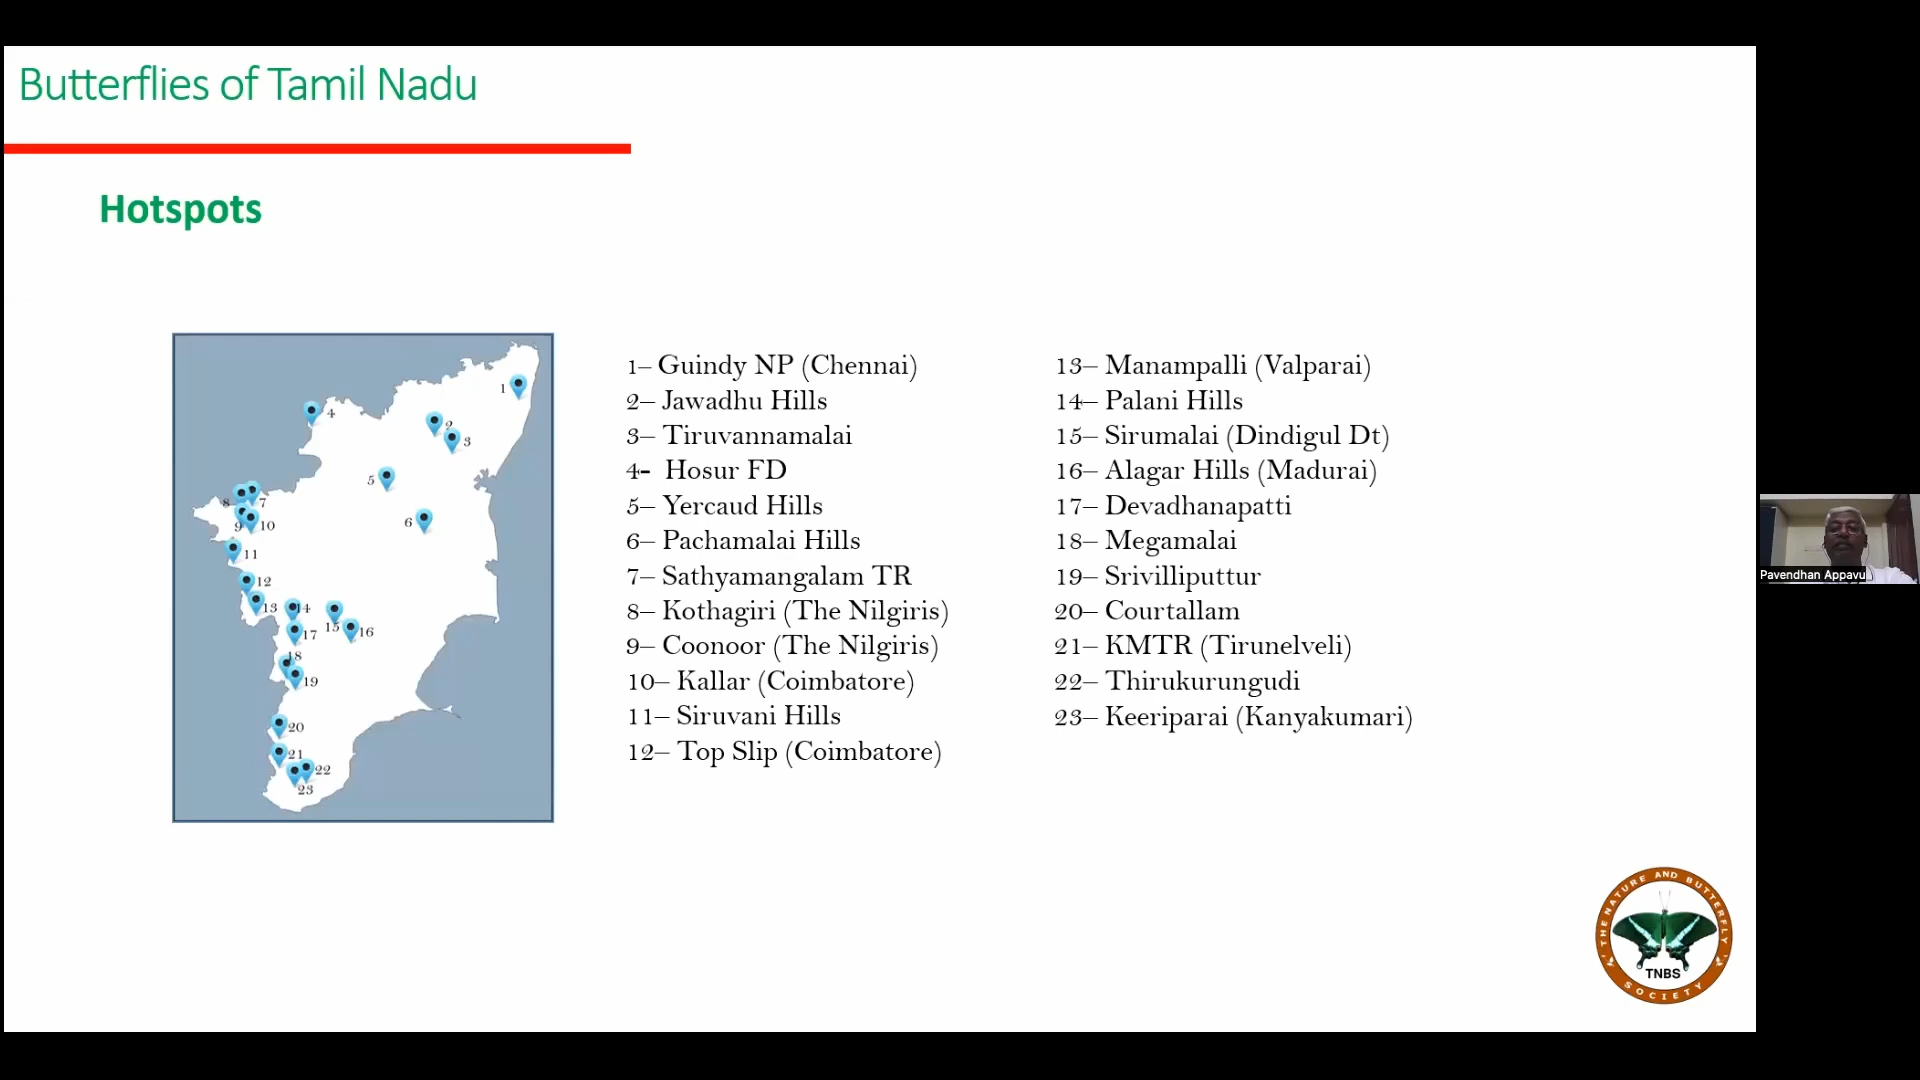 Butterflies of Tamil Nadu
Hotspots
1
4
2
3
5
7
8
6
9
10
11
12
13
14
15
16
17
18
19
20
21
22
23
1– Guindy NP (Chennai)
2– Jawadhu Hills
3– Tiruvannamalai
4- Hosur FD
5– Yercaud Hills
6– Pachamalai Hills
7– Sathyamangalam TR
8– Kothagiri (The Nilgiris)
9– Coonoor (The Nilgiris)
10– Kallar (Coimbatore)
11– Siruvani Hills
12– Top Slip (Coimbatore)
13– Manampalli (Valparai)
14– Palani Hills
15– Sirumalai (Dindigul Dt)
16– Alagar Hills (Madurai)
17– Devadhanapatti
18– Megamalai
19– Srivilliputtur
20– Courtallam
21– KMTR (Tirunelveli)
22– Thirukurungudi
23– Keeriparai (Kanyakumari)
Pavendhan Appavu
THE NATURE AND BUTTERFLY
TNBS
SOCIETY